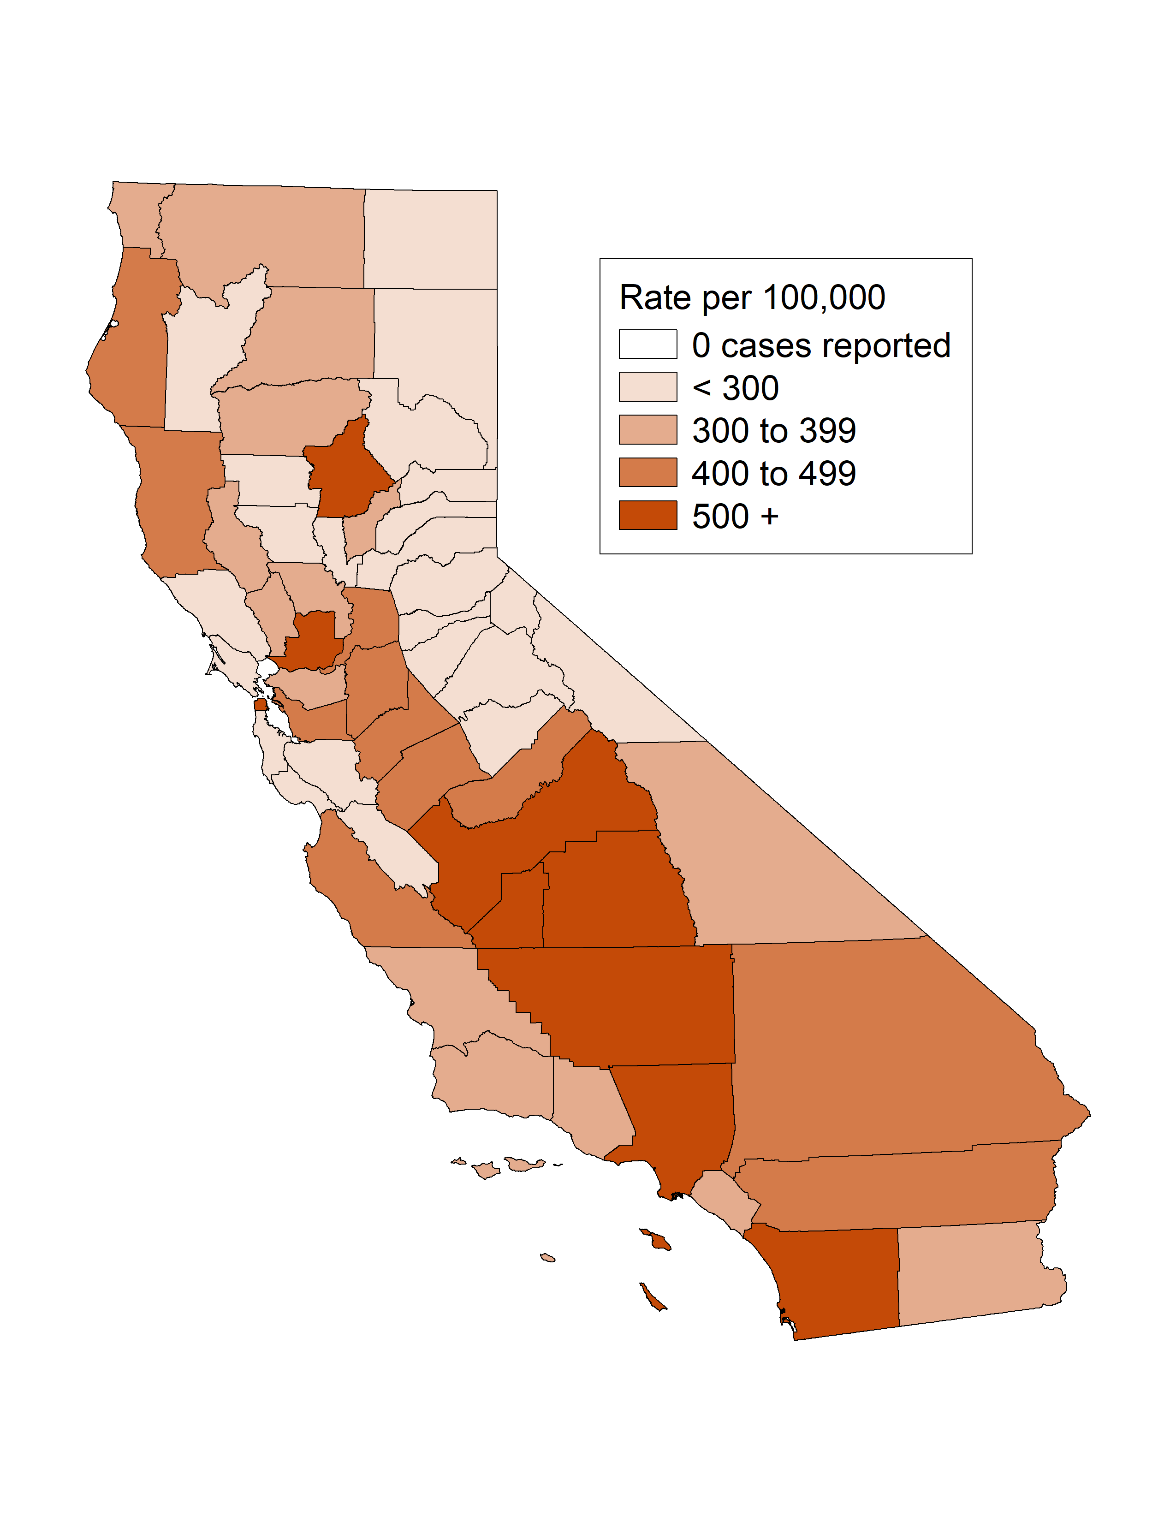 Rate per 100,000
0 cases reported
< 300
300 to 399
400 to 499
500 +